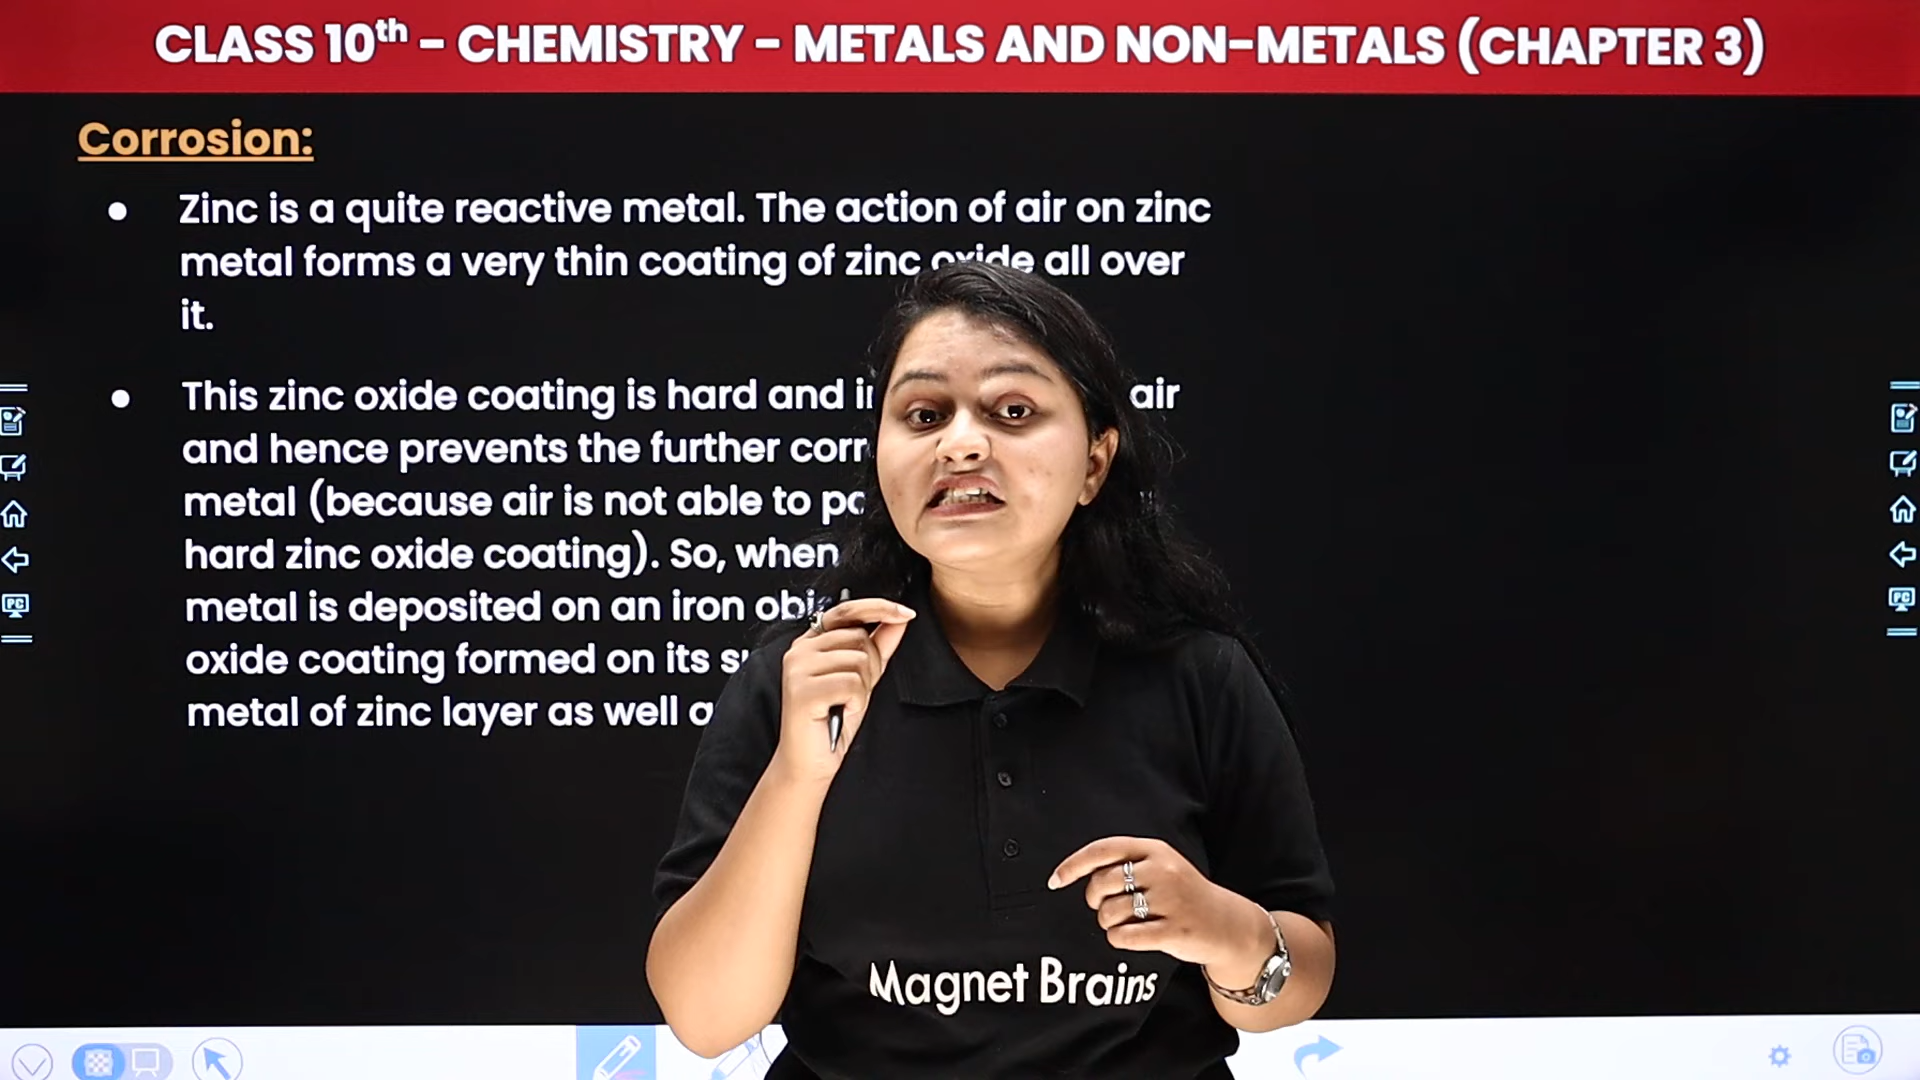 CLASS 10th - CHEMISTRY - METALS AND NON-METALS (CHAPTER 3)
Corrosion:
• Zinc is a quite reactive metal. The action of air on zinc
metal forms a very thin coating of zinc oxide all over
it.
• This zinc oxide coating is hard and air
and hence prevents the further
metal (because air is not able to
hard zinc oxide coating). So, when
metal is deposited on an iron
oxide coating formed on its
metal of zinc layer as well
Magnet Brains
PC
PC